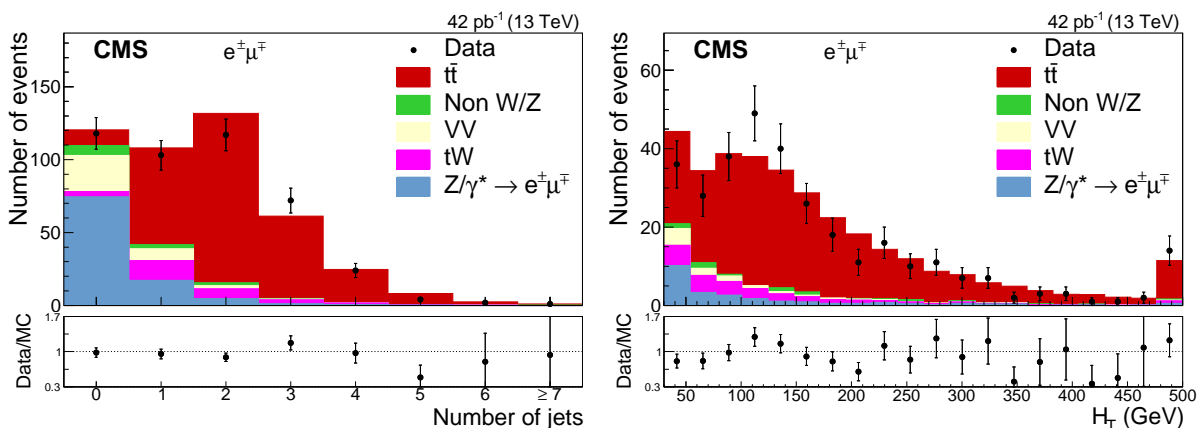 42 pb⁻¹ (13 TeV)
CMS
e±μ∓
Data
tt̄
Non W/Z
VV
tW
Z/γ* → e±μ∓
Number of events
150
100
50
0
Data/MC
1.7
1
0.3
0 1 2 3 4 5 6 ≥7
Number of jets
42 pb⁻¹ (13 TeV)
CMS
e±μ∓
Data
tt̄
Non W/Z
VV
tW
Z/γ* → e±μ∓
Number of events
60
40
20
0
Data/MC
1.7
1
0.3
50 100 150 200 250 300 350 400 450 500
H_T (GeV)